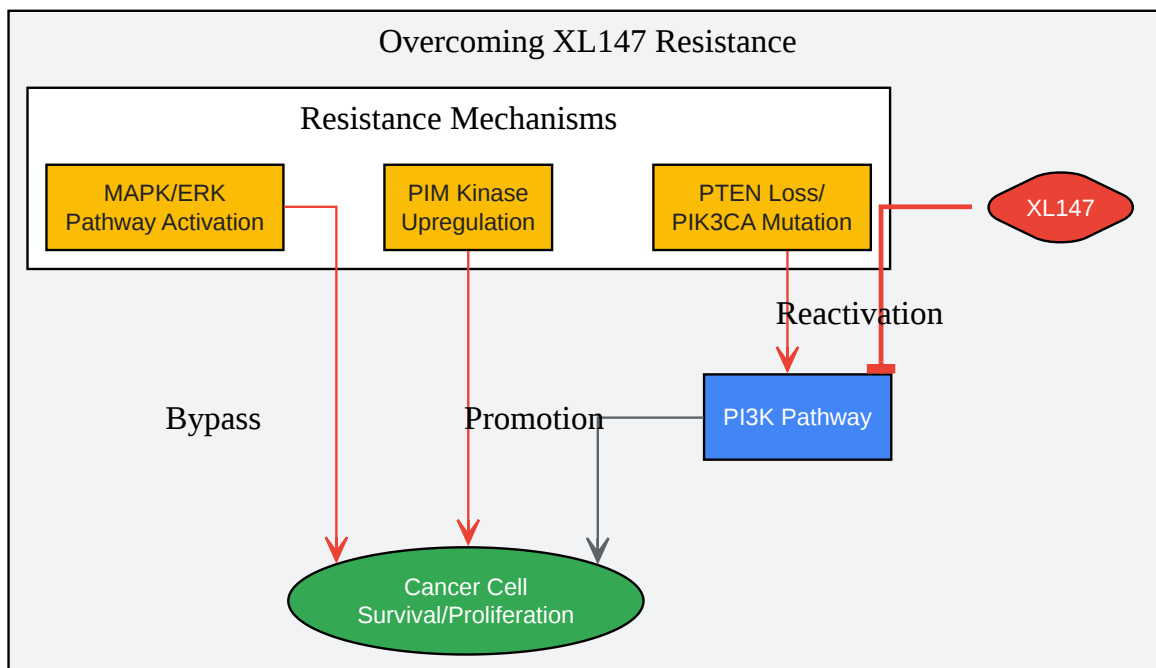 Overcoming XL147 Resistance
Resistance Mechanisms
MAPK/ERK
Pathway Activation
PIM Kinase
Upregulation
PTEN Loss/
PIK3CA Mutation
XL147
Reactivation
Bypass
Promotion
PI3K Pathway
Cancer Cell
Survival/Proliferation